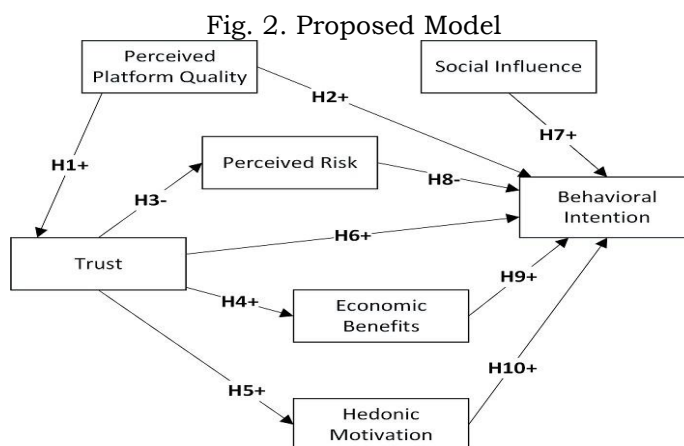 Fig. 2. Proposed Model
Perceived
Platform Quality
Social Influence
H2+
H7+
H1+
Perceived Risk
H8-
H3-
Behavioral
Intention
H6+
Trust
H4+
Economic
Benefits
H9+
H5+
H10+
Hedonic
Motivation